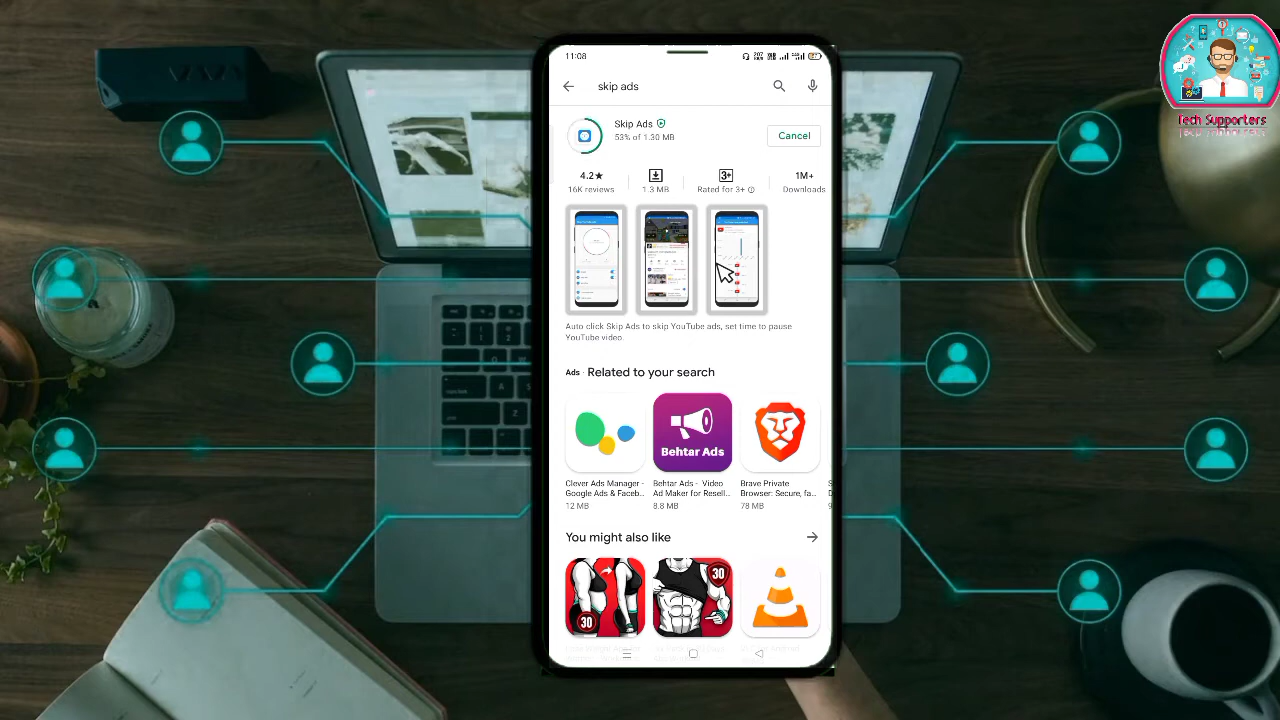 Tech Supporters
11:08
skip ads
Skip Ads
53% of 1.30 MB
Cancel
4.2★
16K reviews
1.3 MB
3+
Rated for 3+
1M+
Downloads
Auto click Skip Ads to skip YouTube ads, set time to pause
YouTube video.
Ads · Related to your search
Behtar Ads
Clever Ads Manager -
Google Ads & Faceb...
12 MB
Behtar Ads - Video
Ad Maker for Resell...
8.8 MB
Brave Private
Browser: Secure, fa...
78 MB
You might also like
30
30